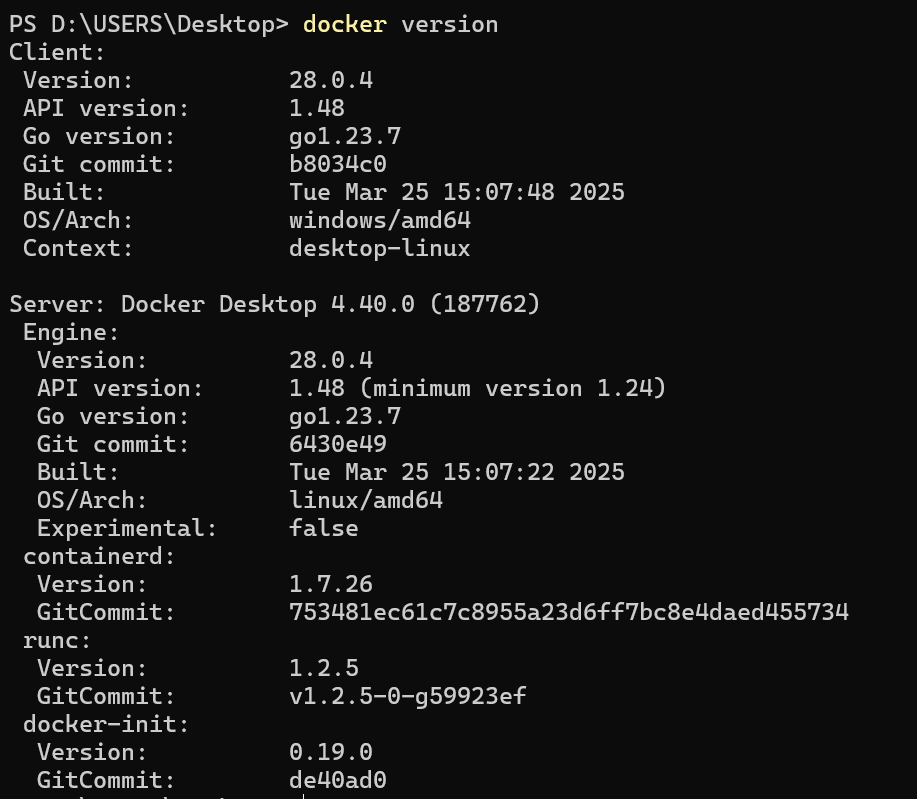 PS D:\USERS\Desktop> docker version
Client:
 Version:           28.0.4
 API version:       1.48
 Go version:        go1.23.7
 Git commit:        b8034c0
 Built:             Tue Mar 25 15:07:48 2025
 OS/Arch:           windows/amd64
 Context:           desktop-linux

Server: Docker Desktop 4.40.0 (187762)
 Engine:
  Version:          28.0.4
  API version:      1.48 (minimum version 1.24)
  Go version:       go1.23.7
  Git commit:       6430e49
  Built:            Tue Mar 25 15:07:22 2025
  OS/Arch:          linux/amd64
  Experimental:     false
 containerd:
  Version:          1.7.26
  GitCommit:        753481ec61c7c8955a23d6ff7bc8e4daed455734
 runc:
  Version:          1.2.5
  GitCommit:        v1.2.5-0-g59923ef
 docker-init:
  Version:          0.19.0
  GitCommit:        de40ad0